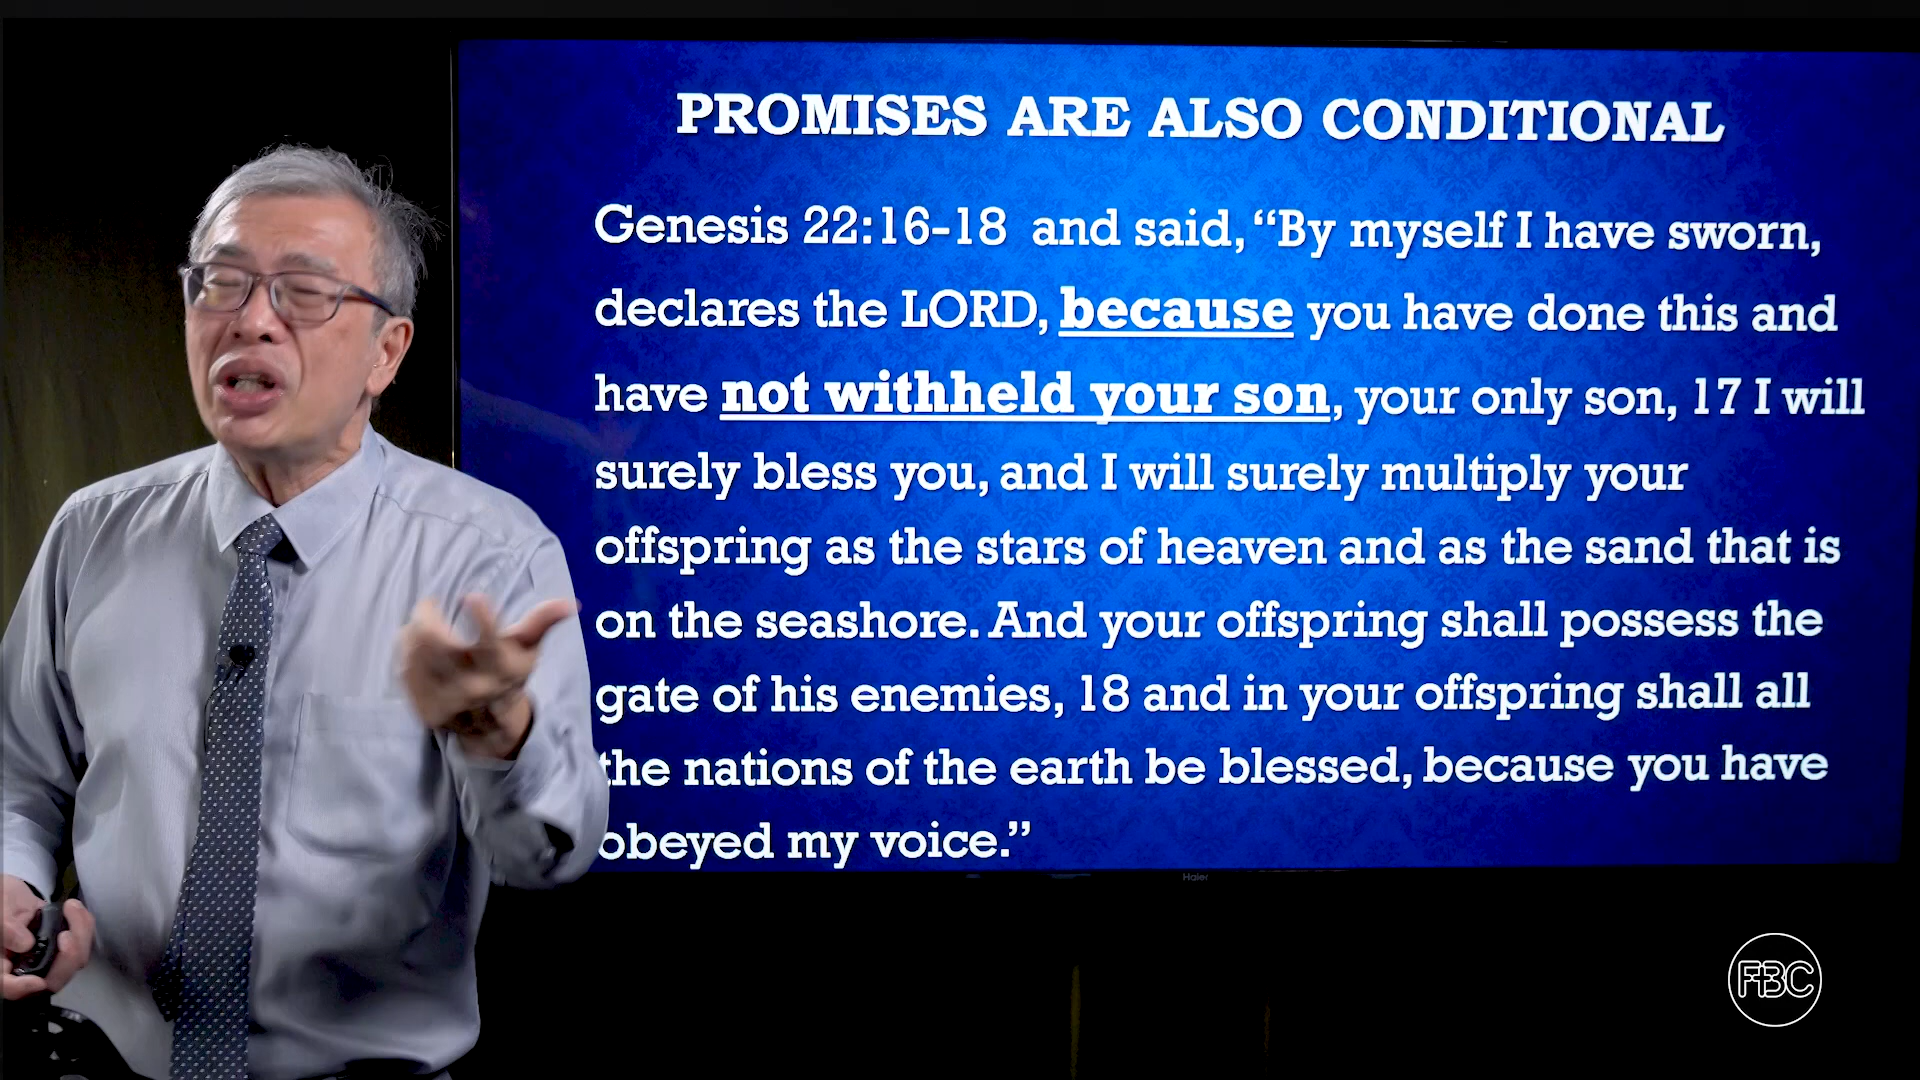 PROMISES ARE ALSO CONDITIONAL
Genesis 22:16-18 and said, “By myself I have sworn,
declares the LORD, because you have done this and
have not withheld your son, your only son, 17 I will
surely bless you, and I will surely multiply your
offspring as the stars of heaven and as the sand that is
on the seashore. And your offspring shall possess the
gate of his enemies, 18 and in your offspring shall all
the nations of the earth be blessed, because you have
obeyed my voice.”
Haier
FBC